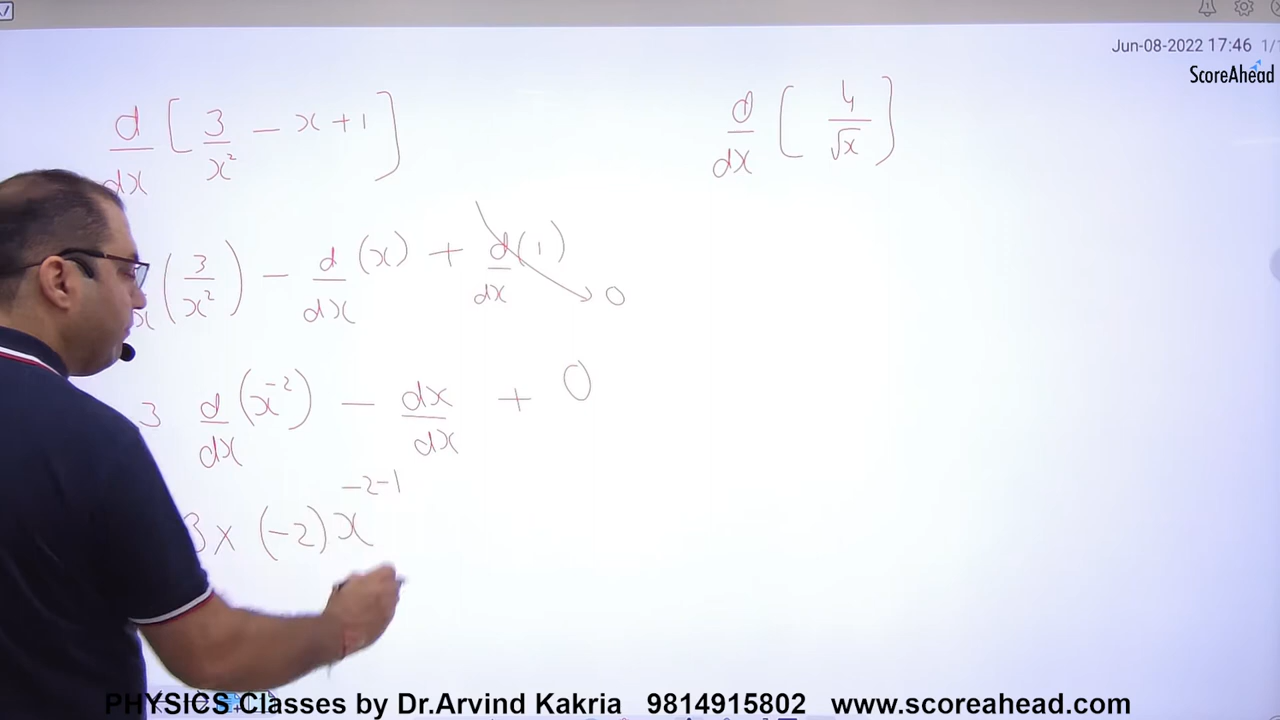 Jun-08-2022 17:46 1/1
ScoreAhead
d/dx [ 3/x² − x + 1 ]
( 3/x² ) − d/dx (x) + d/dx (1) → 0
3 d/dx (x⁻²) − dx/dx + 0
3 × (−2) x⁻²⁻¹
d/dx [ 4/√x ]
PHYSICS Classes by Dr.Arvind Kakria 9814915802 www.scoreahead.com